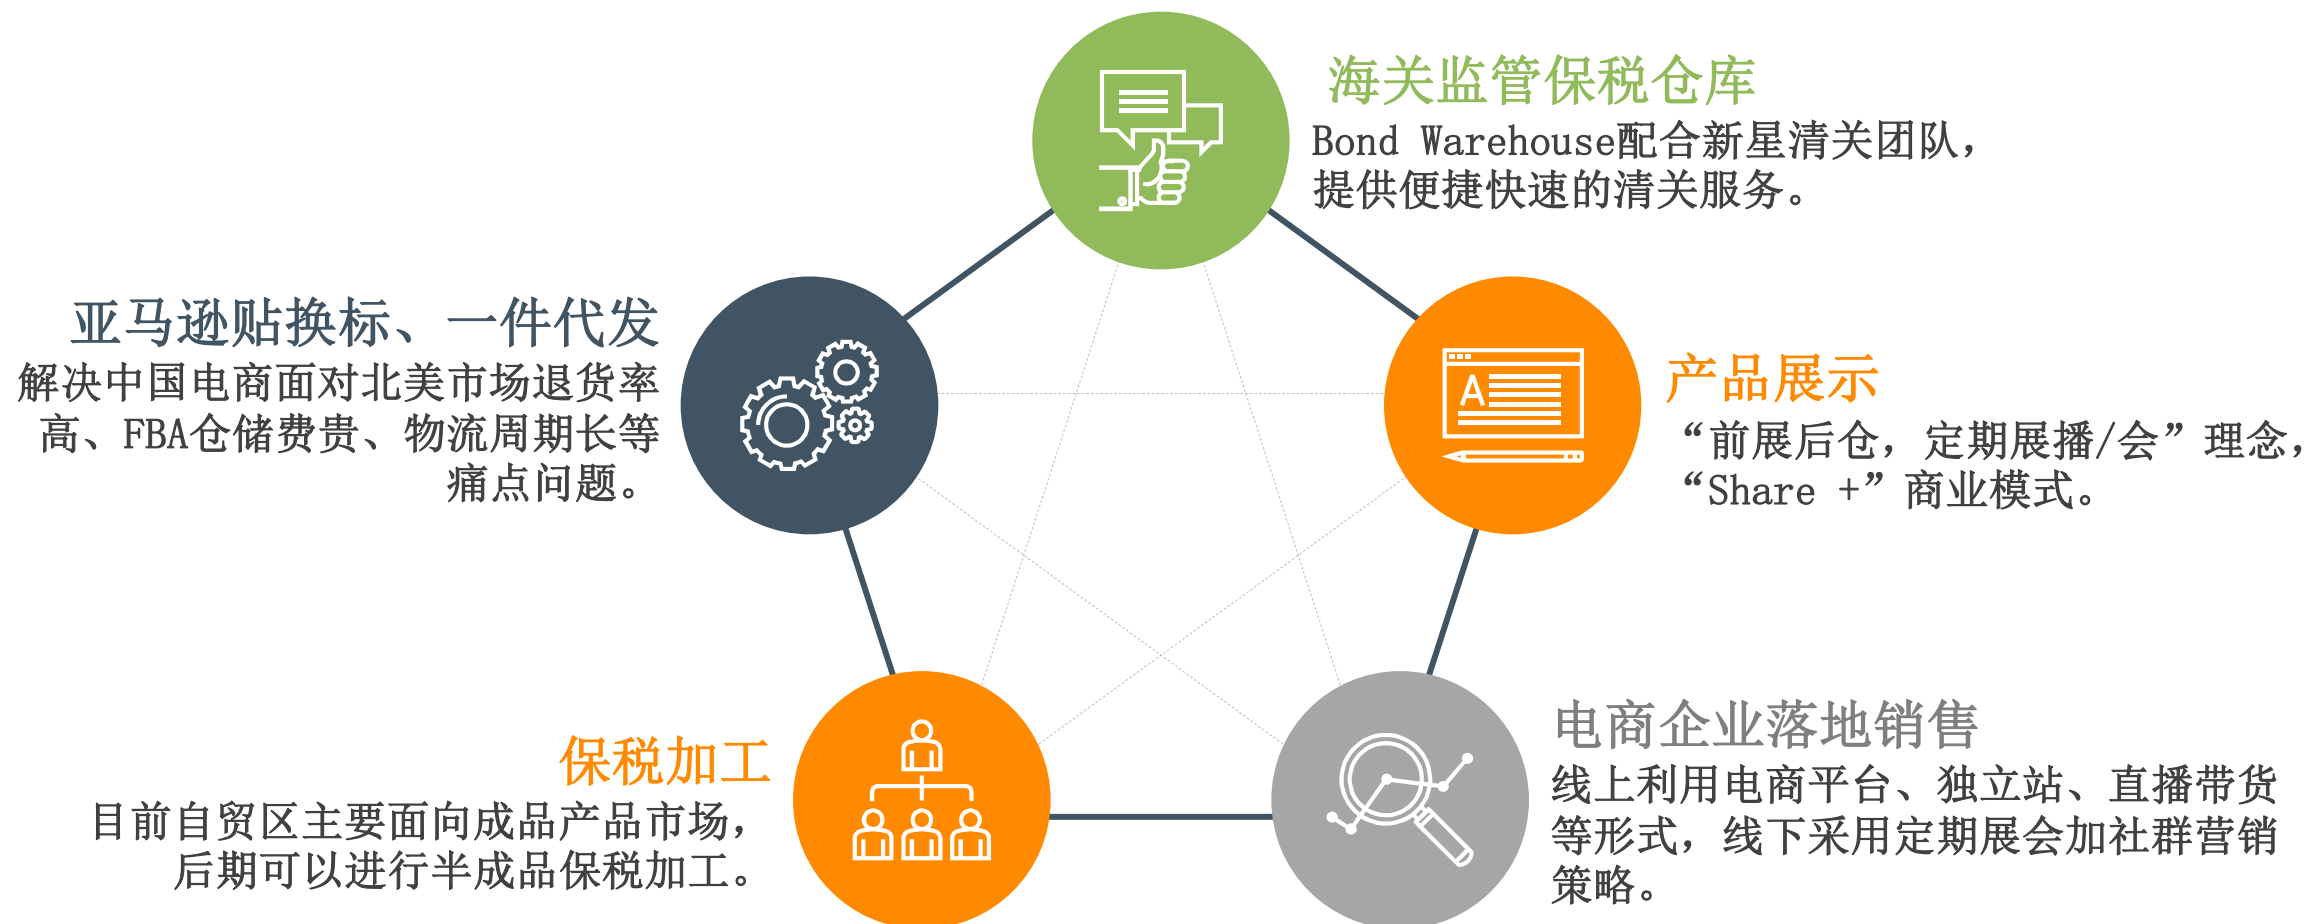 海关监管保税仓库
Bond Warehouse配合新星清关团队，
提供便捷快速的清关服务。
亚马逊贴换标、一件代发
解决中国电商面对北美市场退货率
高、FBA仓储费贵、物流周期长等
痛点问题。
A
产品展示
“前展后仓，定期展播/会”理念，
“Share +”商业模式。
保税加工
目前自贸区主要面向成品产品市场，
后期可以进行半成品保税加工。
电商企业落地销售
线上利用电商平台、独立站、直播带货
等形式，线下采用定期展会加社群营销
策略。